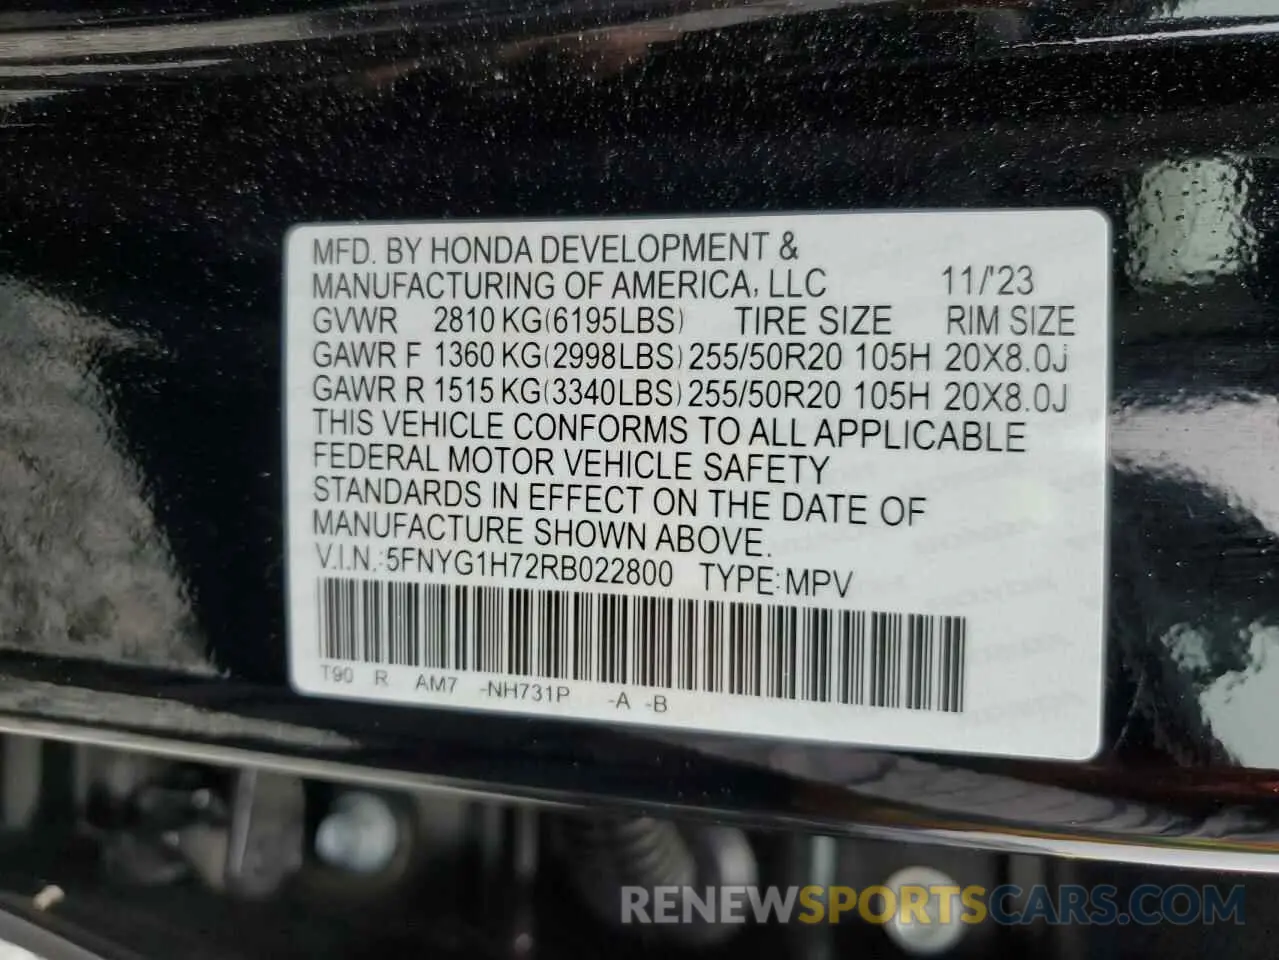 MFD. BY HONDA DEVELOPMENT &
MANUFACTURING OF AMERICA, LLC 11/'23
GVWR 2810 KG(6195LBS) TIRE SIZE RIM SIZE
GAWR F 1360 KG(2998LBS) 255/50R20 105H 20X8.0J
GAWR R 1515 KG(3340LBS) 255/50R20 105H 20X8.0J
THIS VEHICLE CONFORMS TO ALL APPLICABLE
FEDERAL MOTOR VEHICLE SAFETY
STANDARDS IN EFFECT ON THE DATE OF
MANUFACTURE SHOWN ABOVE.
V.I.N.:5FNYG1H72RB022800 TYPE:MPV
T90 R AM7 -NH731P -A -B
RENEWSPORTSCARS.COM